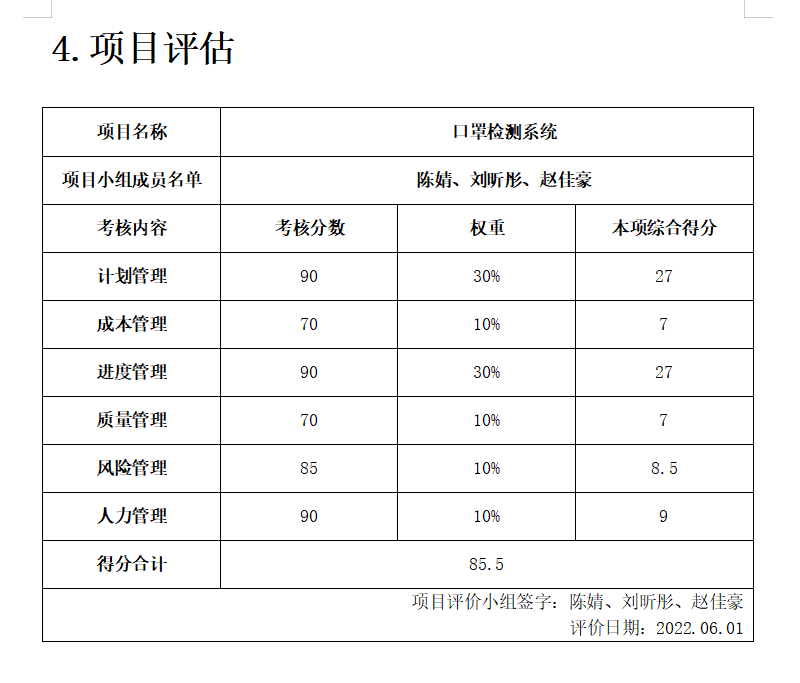 4.项目评估
项目名称 口罩检测系统
项目小组成员名单 陈婧、刘昕彤、赵佳豪
考核内容 考核分数 权重 本项综合得分
计划管理 90 30% 27
成本管理 70 10% 7
进度管理 90 30% 27
质量管理 70 10% 7
风险管理 85 10% 8.5
人力管理 90 10% 9
得分合计 85.5
项目评价小组签字：陈婧、刘昕彤、赵佳豪
评价日期：2022.06.01